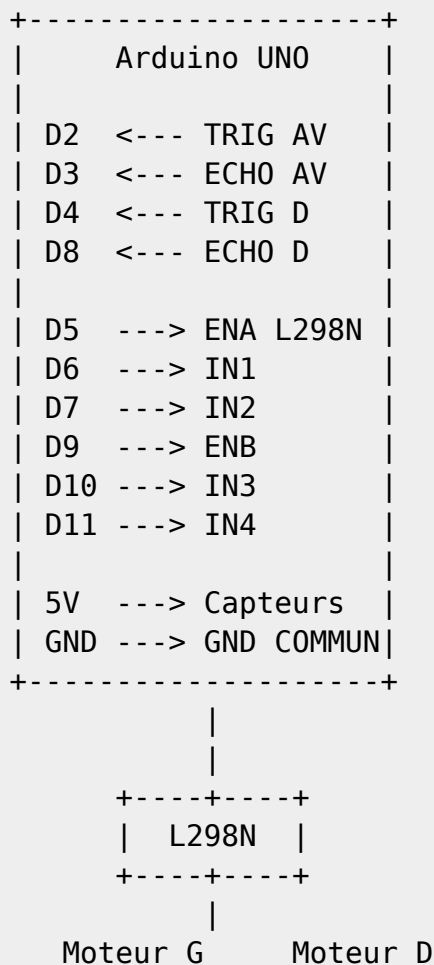 Arduino UNO
D2 <--- TRIG AV
D3 <--- ECHO AV
D4 <--- TRIG D
D8 <--- ECHO D
D5 ---> ENA L298N
D6 ---> IN1
D7 ---> IN2
D9 ---> ENB
D10 ---> IN3
D11 ---> IN4
5V ---> Capteurs
GND ---> GND COMMUN
L298N
Moteur G Moteur D